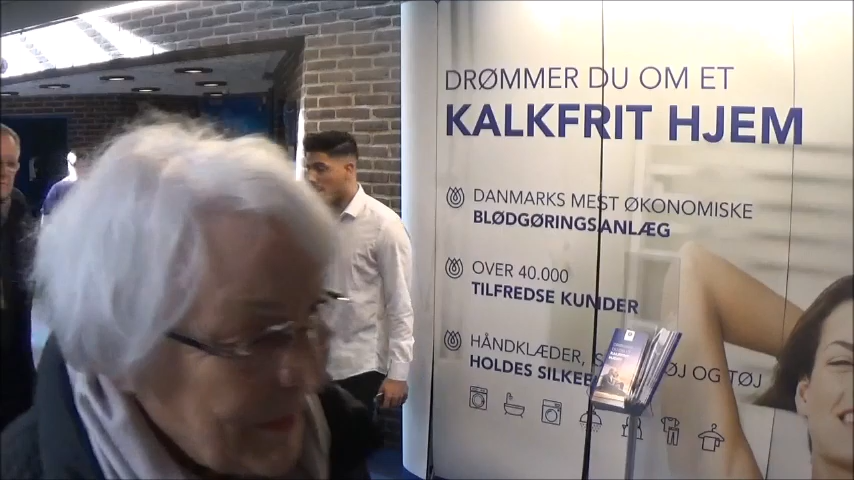 DRØMMER DU OM ET
KALKFRIT HJEM
DANMARKS MEST ØKONOMISKE
BLØDGØRINGSANLÆG
OVER 40.000
TILFREDSE KUNDER
HÅNDKLÆDER, S ØJ OG TØJ
HOLDES SILKE